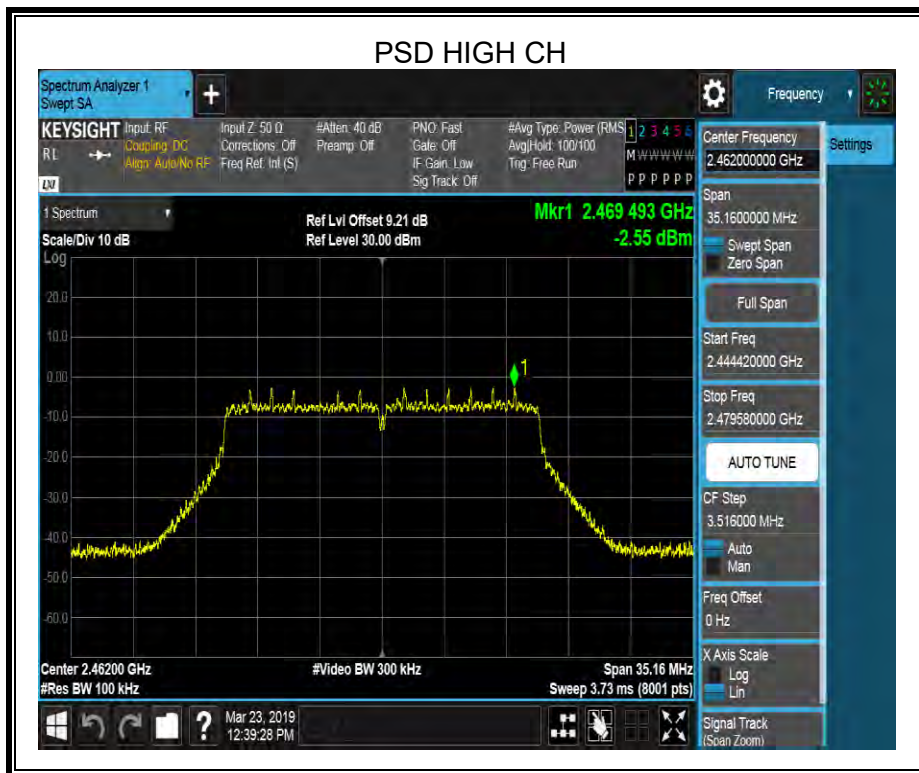 PSD HIGH CH
Spectrum Analyzer 1
Swept SA
+
Frequency
KEYSIGHT
RL
LXI
Input: RF
Coupling: DC
Align: Auto/No RF
Input Z: 50 Ω
Corrections: Off
Freq Ref: Int (S)
#Atten: 40 dB
Preamp: Off
PNO: Fast
Gate: Off
IF Gain: Low
Sig Track: Off
#Avg Type: Power (RMS
Avg|Hold: 100/100
Trig: Free Run
1 2 3 4 5 6
M W W W W W
P P P P P P
Center Frequency
2.462000000 GHz
Settings
Span
35.1600000 MHz
Swept Span
Zero Span
Full Span
Start Freq
2.444420000 GHz
Stop Freq
2.479580000 GHz
AUTO TUNE
CF Step
3.516000 MHz
Auto
Man
Freq Offset
0 Hz
X Axis Scale
Log
Lin
Signal Track
(Span Zoom)
1 Spectrum
Scale/Div 10 dB
Log
Ref Lvl Offset 9.21 dB
Ref Level 30.00 dBm
Mkr1 2.469 493 GHz
-2.55 dBm
20.0
10.0
0.00
-10.0
-20.0
-30.0
-40.0
-50.0
-60.0
1
Center 2.46200 GHz
#Res BW 100 kHz
#Video BW 300 kHz
Span 35.16 MHz
Sweep 3.73 ms (8001 pts)
?
Mar 23, 2019
12:39:28 PM